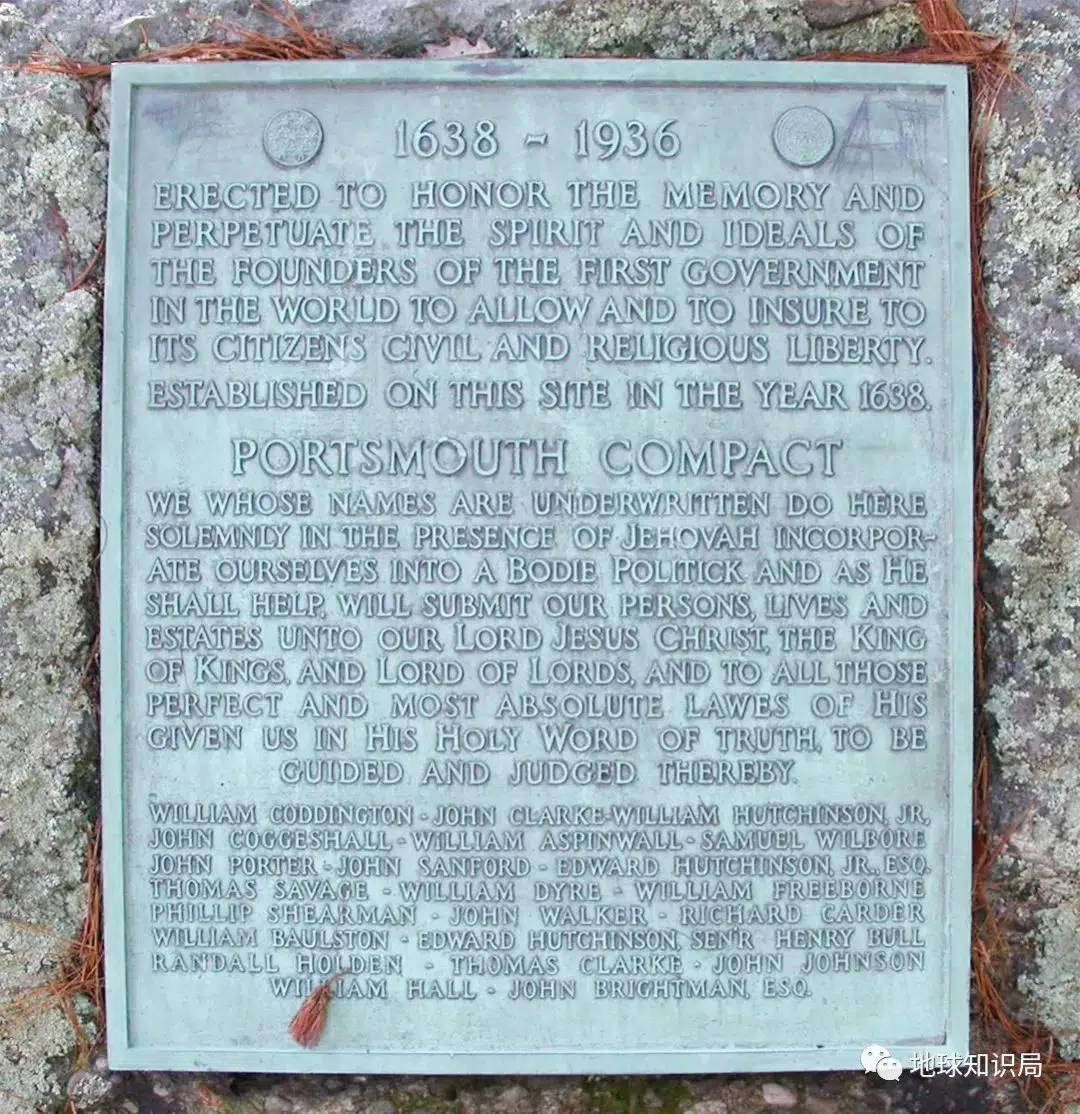 1638 - 1936
ERECTED TO HONOR THE MEMORY AND
PERPETUATE THE SPIRIT AND IDEALS OF
THE FOUNDERS OF THE FIRST GOVERNMENT
IN THE WORLD TO ALLOW AND TO INSURE TO
ITS CITIZENS CIVIL AND RELIGIOUS LIBERTY.
ESTABLISHED ON THIS SITE IN THE YEAR 1638.
PORTSMOUTH COMPACT
WE WHOSE NAMES ARE UNDERWRITTEN DO HERE
SOLEMNLY IN THE PRESENCE OF JEHOVAH INCORPOR-
ATE OURSELVES INTO A BODIE POLITICK AND AS HE
SHALL HELP, WILL SUBMIT OUR PERSONS, LIVES AND
ESTATES UNTO OUR LORD JESUS CHRIST, THE KING
OF KINGS, AND LORD OF LORDS, AND TO ALL THOSE
PERFECT AND MOST ABSOLUTE LAWES OF HIS
GIVEN US IN HIS HOLY WORD OF TRUTH, TO BE
GUIDED AND JUDGED THEREBY.
WILLIAM CODDINGTON · JOHN CLARKE · WILLIAM HUTCHINSON, JR,
JOHN COGGESHALL · WILLIAM ASPINWALL · SAMUEL WILBORE
JOHN PORTER · JOHN SANFORD · EDWARD HUTCHINSON, JR., ESQ.
THOMAS SAVAGE · WILLIAM DYRE · WILLIAM FREEBORNE
PHILLIP SHEARMAN · JOHN WALKER · RICHARD CARDER
WILLIAM BAULSTON · EDWARD HUTCHINSON, SEN'R HENRY BULL
RANDALL HOLDEN · THOMAS CLARKE · JOHN JOHNSON
WILLIAM HALL · JOHN BRIGHTMAN, ESQ.
地球知识局